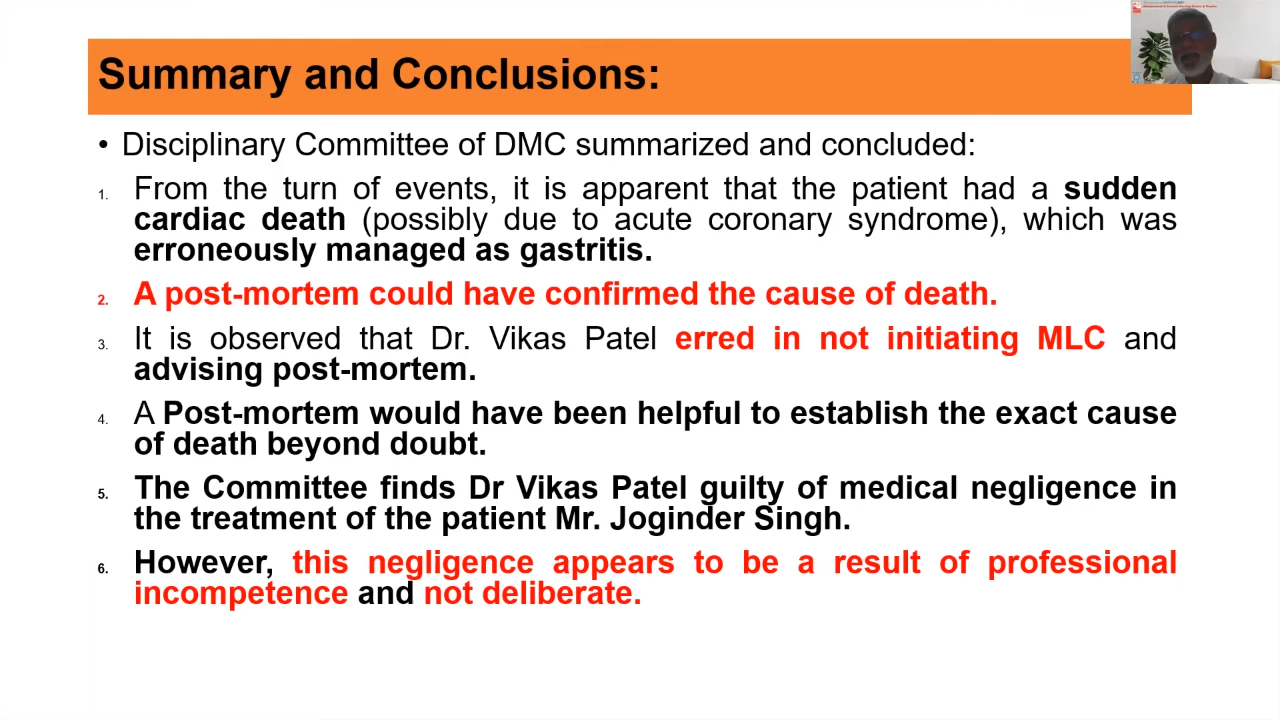 Summary and Conclusions:
• Disciplinary Committee of DMC summarized and concluded:
1. From the turn of events, it is apparent that the patient had a sudden
cardiac death (possibly due to acute coronary syndrome), which was
erroneously managed as gastritis.
2. A post-mortem could have confirmed the cause of death.
3. It is observed that Dr. Vikas Patel erred in not initiating MLC and
advising post-mortem.
4. A Post-mortem would have been helpful to establish the exact cause
of death beyond doubt.
5. The Committee finds Dr Vikas Patel guilty of medical negligence in
the treatment of the patient Mr. Joginder Singh.
6. However, this negligence appears to be a result of professional
incompetence and not deliberate.